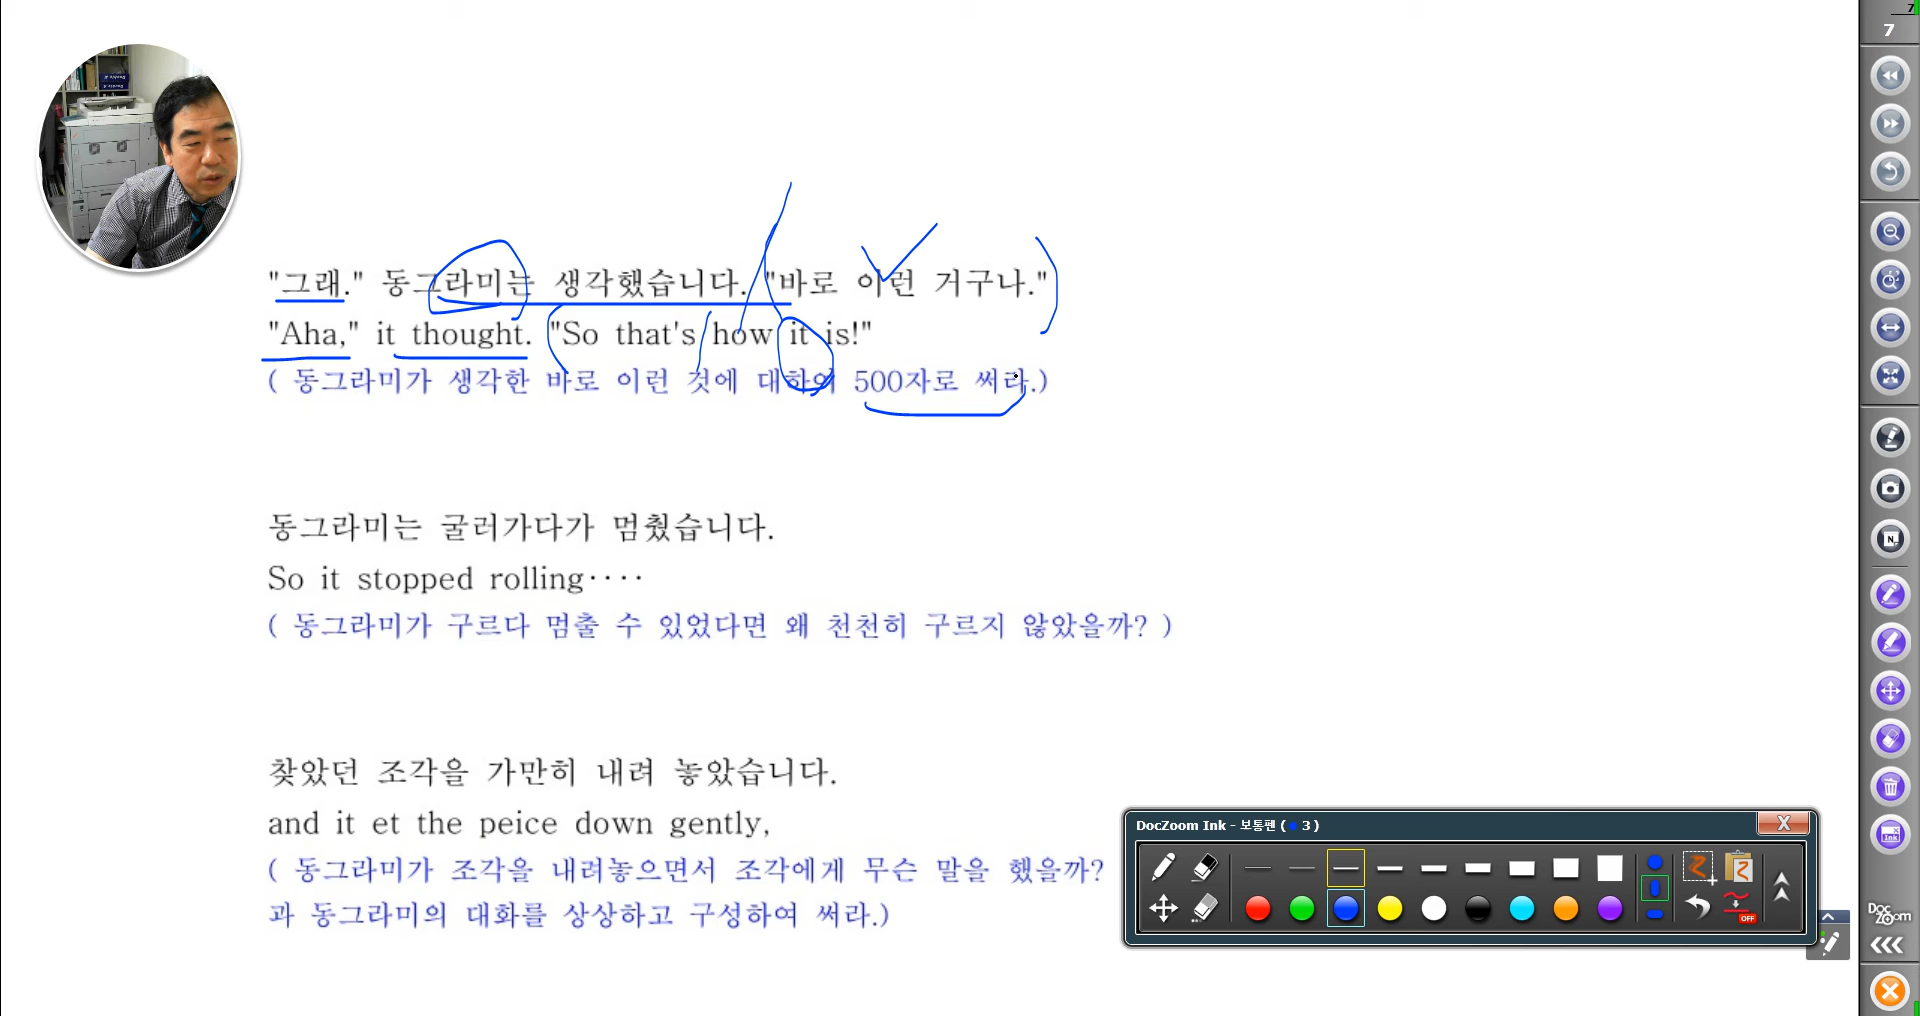 7
7
"그래." 동그라미는 생각했습니다. "바로 이런 거구나."
"Aha," it thought. "So that's how it is!"
( 동그라미가 생각한 바로 이런 것에 대하여 500자로 써라.)
동그라미는 굴러가다가 멈췄습니다.
So it stopped rolling····
( 동그라미가 구르다 멈출 수 있었다면 왜 천천히 구르지 않았을까? )
찾았던 조각을 가만히 내려 놓았습니다.
and it et the peice down gently,
( 동그라미가 조각을 내려놓으면서 조각에게 무슨 말을 했을까?
과 동그라미의 대화를 상상하고 구성하여 써라.)
DocZoom Ink - 보통펜 ( 3 )
OFF
N
Ink
Doc
Zoom